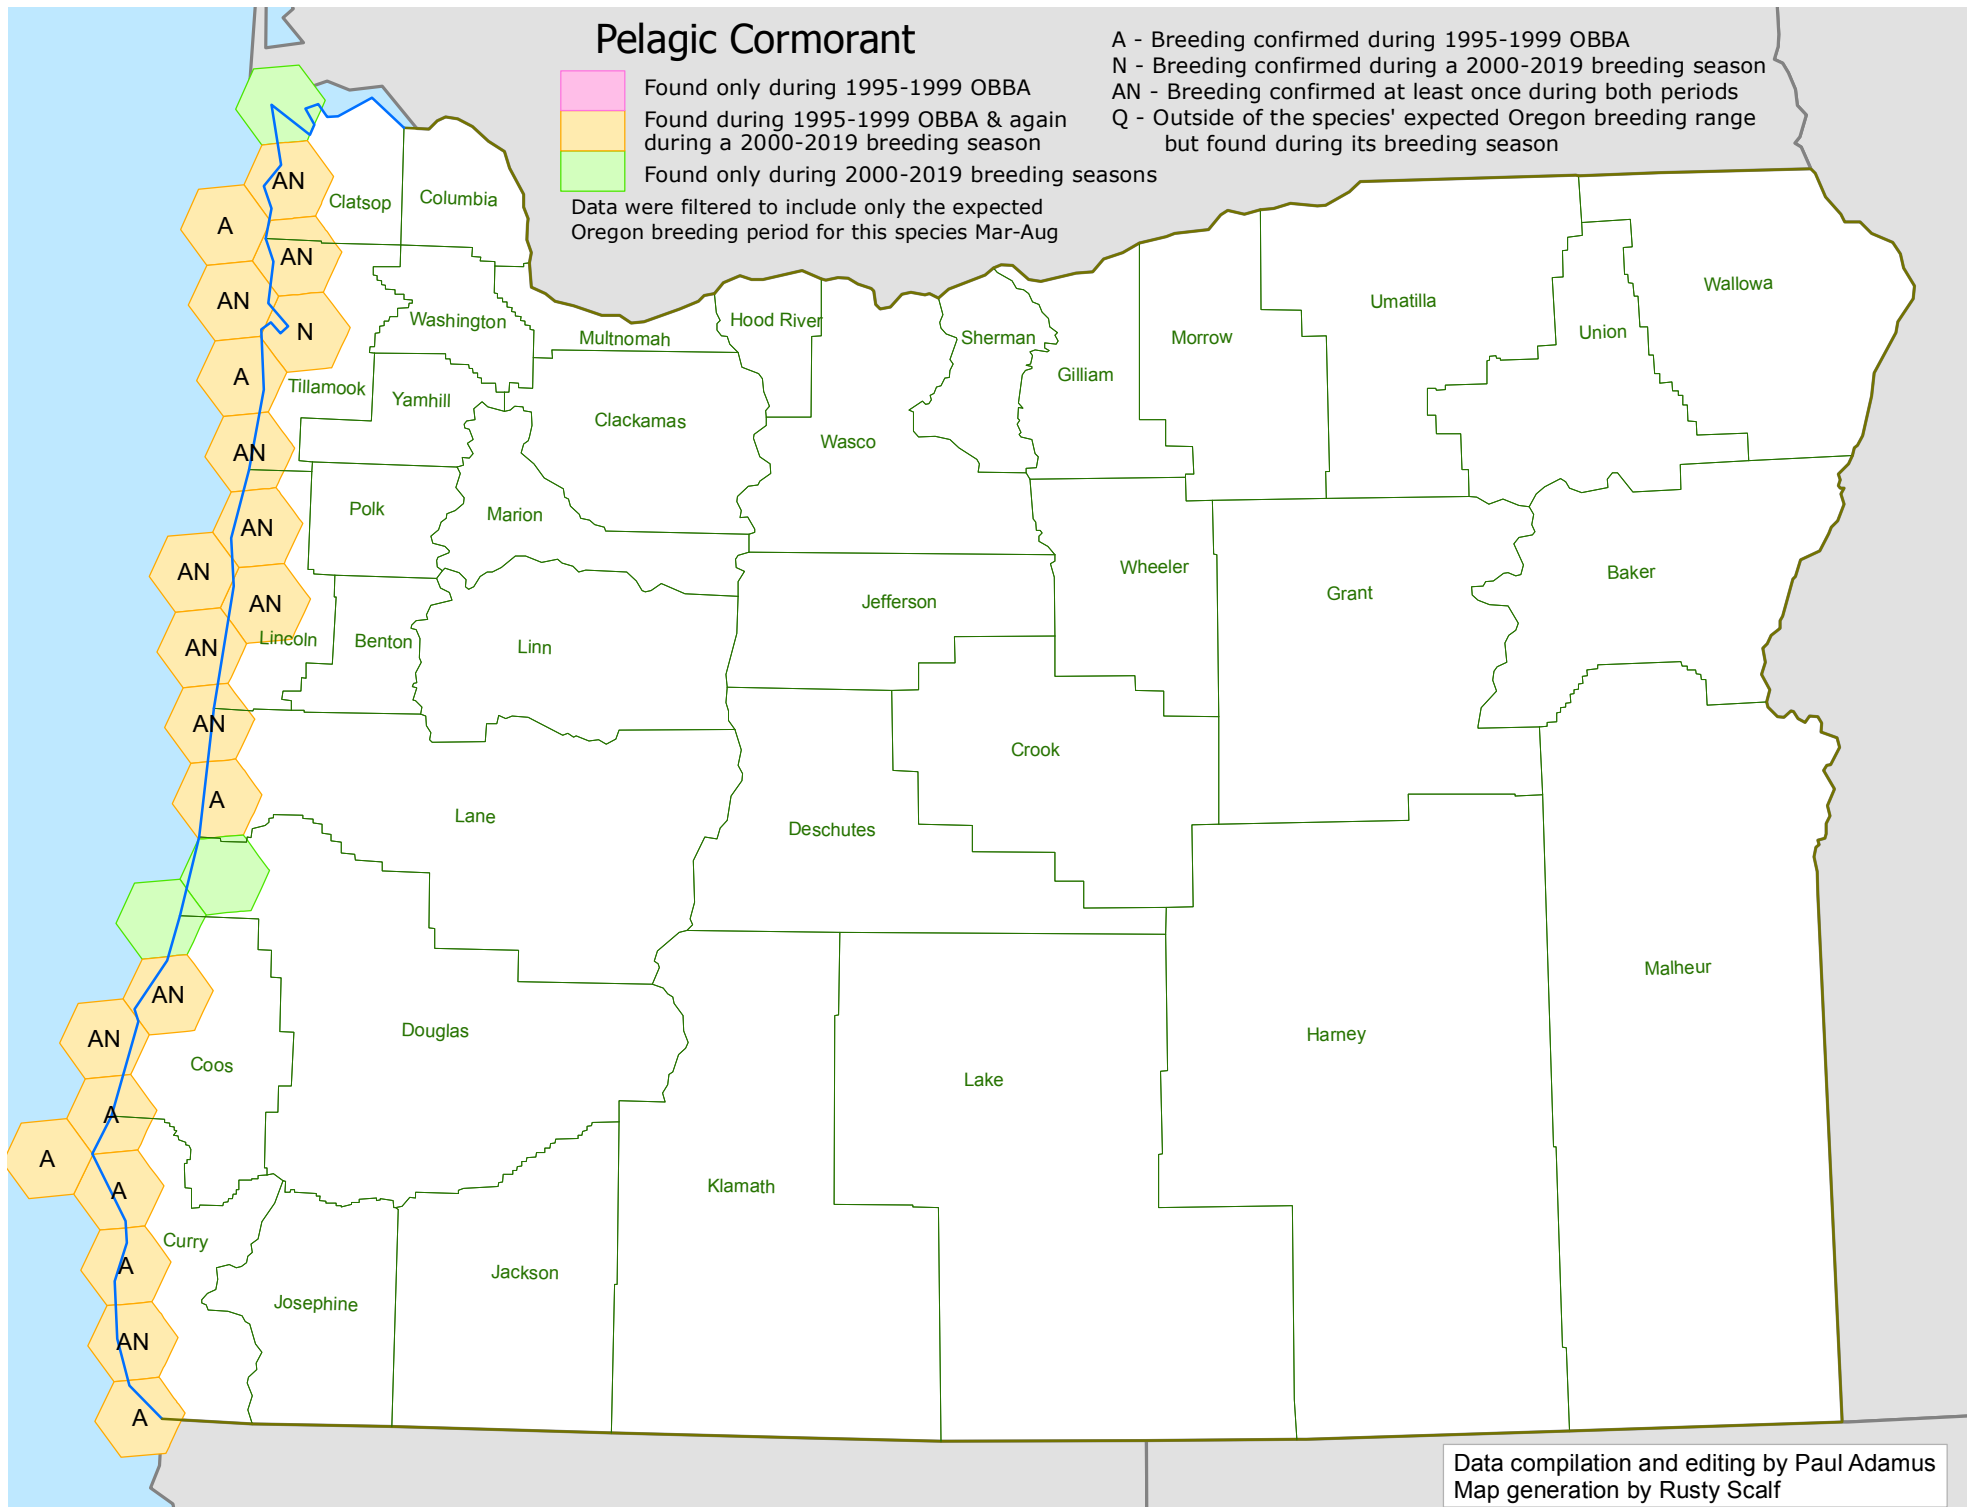 Pelagic Cormorant
Found only during 1995-1999 OBBA
Found during 1995-1999 OBBA & again
during a 2000-2019 breeding season
Found only during 2000-2019 breeding seasons
Data were filtered to include only the expected
Oregon breeding period for this species Mar-Aug
A - Breeding confirmed during 1995-1999 OBBA
N - Breeding confirmed during a 2000-2019 breeding season
AN - Breeding confirmed at least once during both periods
Q - Outside of the species' expected Oregon breeding range
but found during its breeding season
AN
Clatsop
Columbia
A
AN
AN
N
Washington
Multnomah
Hood River
Sherman
Gilliam
Morrow
Umatilla
Union
Wallowa
A
Tillamook
Yamhill
Clackamas
Wasco
AN
Polk
Marion
AN
AN
AN
Jefferson
Wheeler
Grant
Baker
AN
Lincoln
Benton
Linn
AN
Crook
A
Lane
Deschutes
AN
Malheur
AN
Coos
Douglas
Lake
Harney
A
A
A
Klamath
Curry
A
Jackson
Josephine
AN
A
Data compilation and editing by Paul Adamus
Map generation by Rusty Scalf